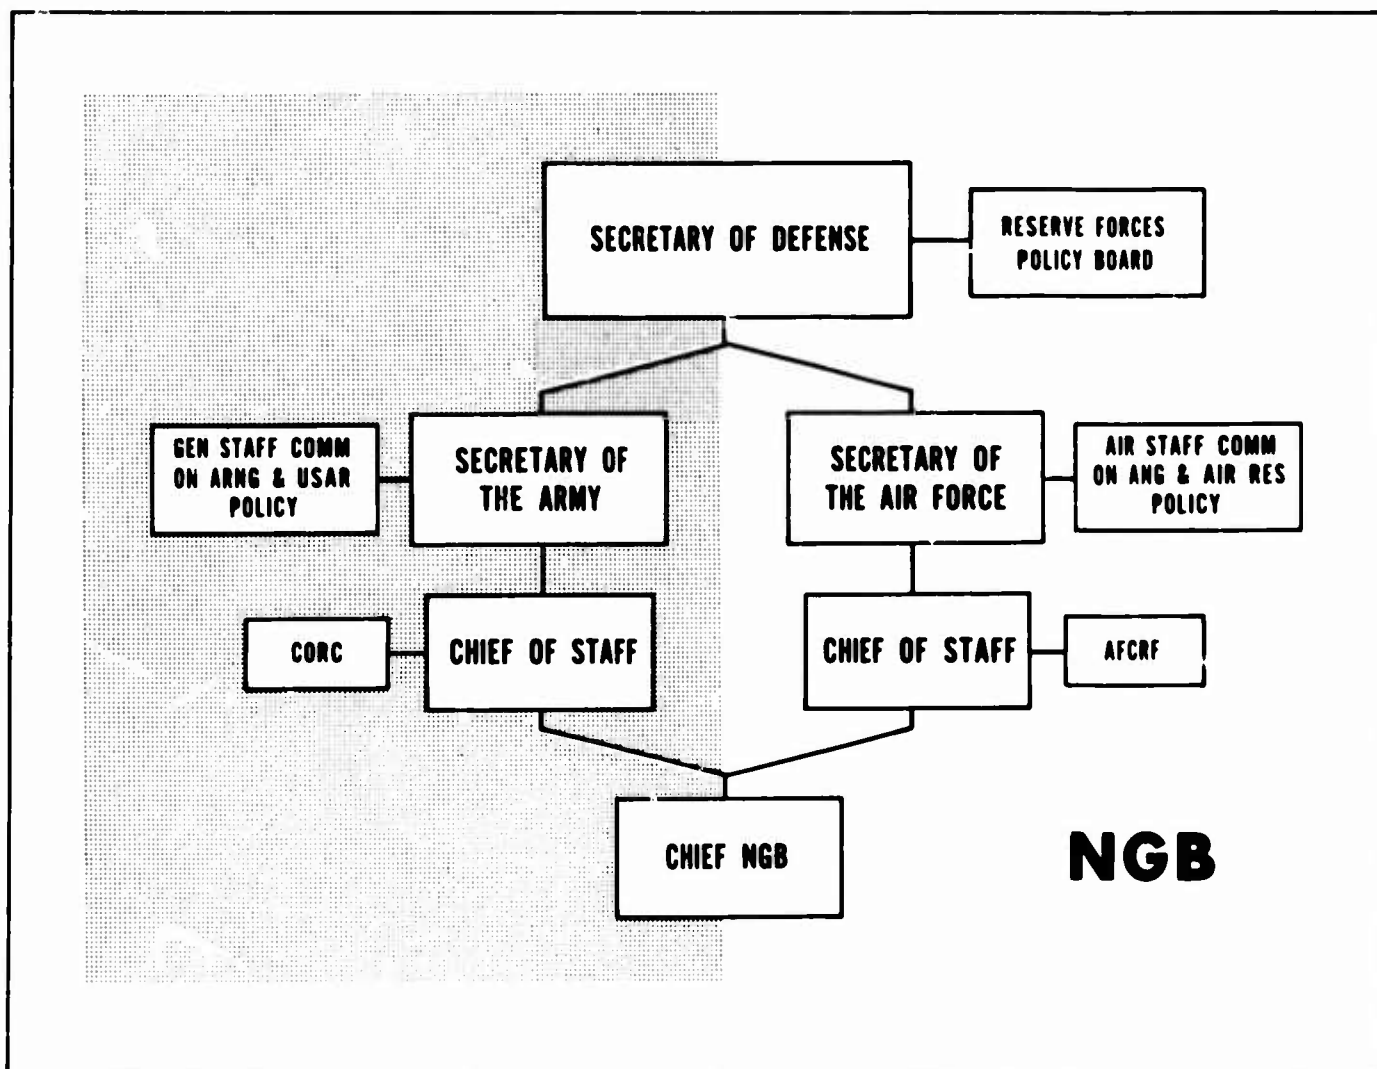 SECRETARY OF DEFENSE
RESERVE FORCES
POLICY BOARD
GEN STAFF COMM
ON ARNG & USAR
POLICY
SECRETARY OF
THE ARMY
SECRETARY OF
THE AIR FORCE
AIR STAFF COMM
ON ANG & AIR RES
POLICY
CORC
CHIEF OF STAFF
CHIEF OF STAFF
AFCRF
CHIEF NGB
NGB